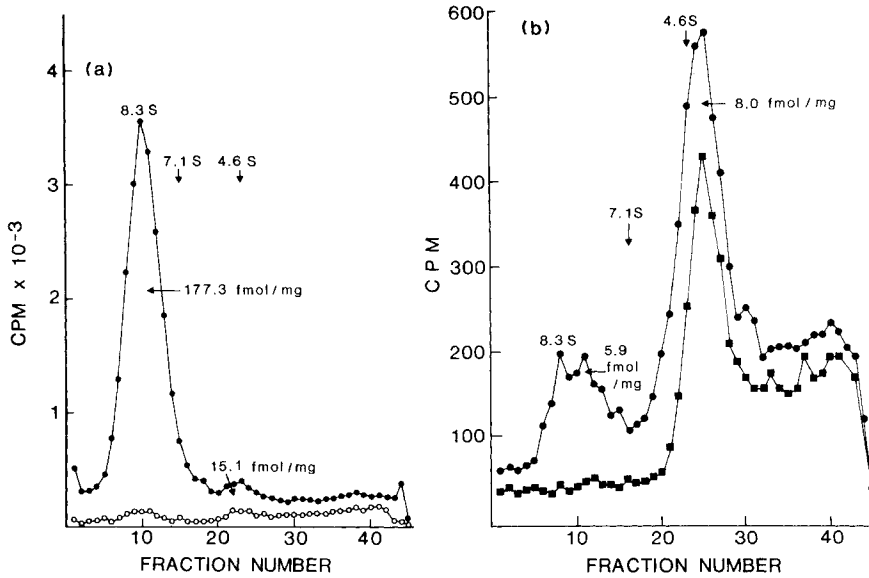 (a)
4
3
2
1
CPM x 10-3
8.3 S
7.1 S 4.6 S
177.3 fmol/mg
15.1 fmol/mg
10 20 30 40
FRACTION NUMBER
(b)
600
500
400
300
200
100
CPM
4.6S
8.0 fmol/mg
7.1S
8.3S
5.9
fmol
/mg
10 20 30 40
FRACTION NUMBER